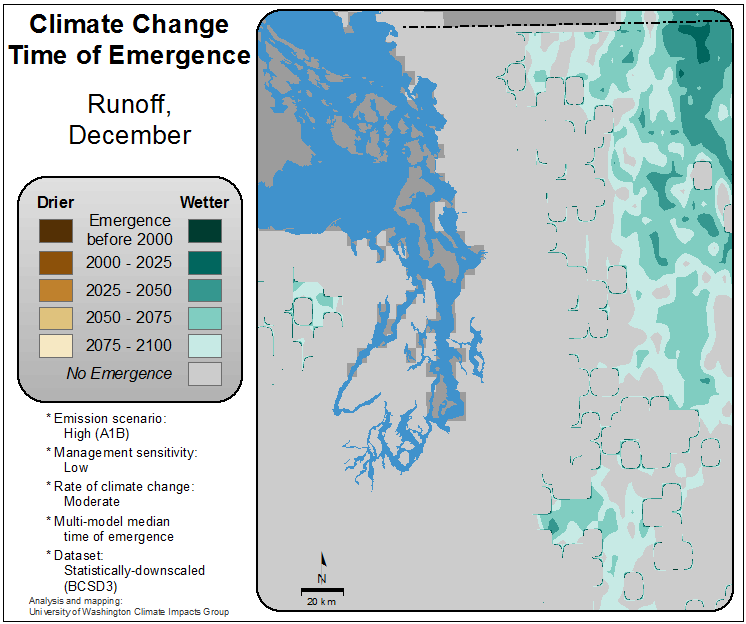 Climate Change
Time of Emergence
Runoff,
December
Drier
Wetter
Emergence
before 2000
2000 - 2025
2025 - 2050
2050 - 2075
2075 - 2100
No Emergence
* Emission scenario:
High (A1B)
* Management sensitivity:
Low
* Rate of climate change:
Moderate
* Multi-model median
time of emergence
* Dataset:
Statistically-downscaled
(BCSD3)
Analysis and mapping:
University of Washington Climate Impacts Group
N
20 km